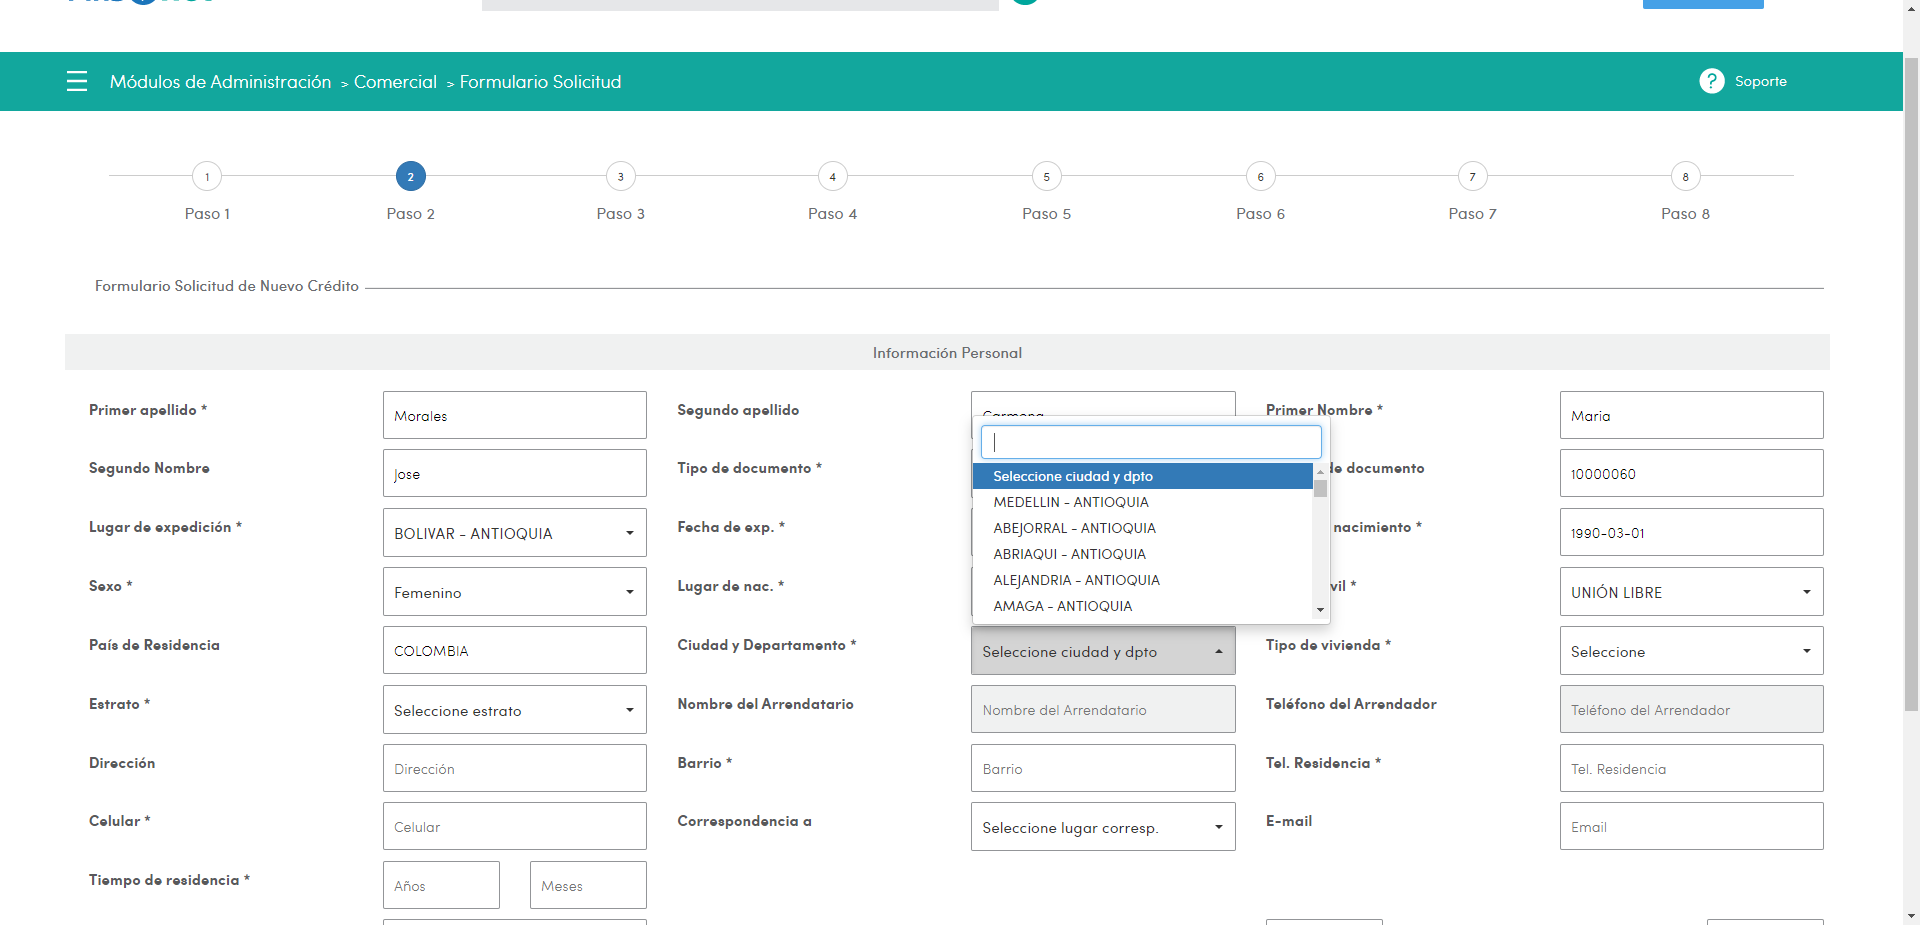 Módulos de Administración > Comercial > Formulario Solicitud
? Soporte
1 2 3 4 5 6 7 8
Paso 1 Paso 2 Paso 3 Paso 4 Paso 5 Paso 6 Paso 7 Paso 8
Formulario Solicitud de Nuevo Crédito
Información Personal
Primer apellido * Morales Segundo apellido Carmona Primer Nombre * Maria
Segundo Nombre Jose Tipo de documento * de documento 10000060
Lugar de expedición * BOLIVAR - ANTIOQUIA Fecha de exp. * nacimiento * 1990-03-01
Sexo * Femenino Lugar de nac. * vil * UNIÓN LIBRE
Seleccione ciudad y dpto
MEDELLIN - ANTIOQUIA
ABEJORRAL - ANTIOQUIA
ABRIAQUI - ANTIOQUIA
ALEJANDRIA - ANTIOQUIA
AMAGA - ANTIOQUIA
País de Residencia COLOMBIA Ciudad y Departamento * Seleccione ciudad y dpto Tipo de vivienda * Seleccione
Estrato * Seleccione estrato Nombre del Arrendatario Nombre del Arrendatario Teléfono del Arrendador Teléfono del Arrendador
Dirección Dirección Barrio * Barrio Tel. Residencia * Tel. Residencia
Celular * Celular Correspondencia a Seleccione lugar corresp. E-mail Email
Tiempo de residencia * Años Meses